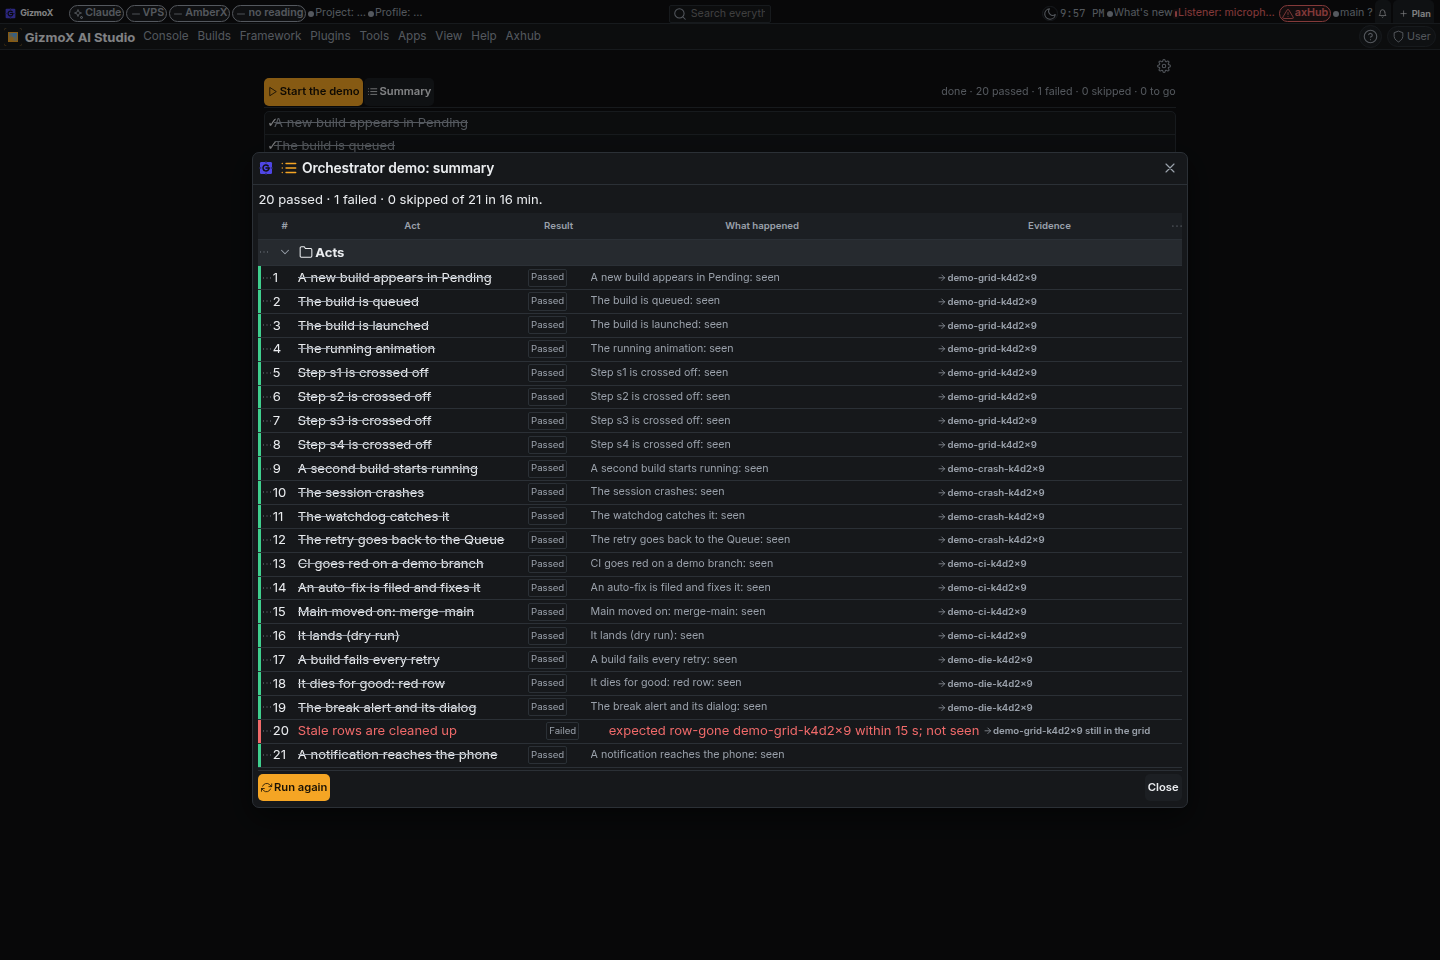 GizmoX Claude VPS AmberX no reading Project: ... Profile: ... Search everyth 9:57 PM What's new Listener: microph... axHub main ? Plan
GizmoX AI Studio Console Builds Framework Plugins Tools Apps View Help Axhub User
Start the demo Summary done · 20 passed · 1 failed · 0 skipped · 0 to go
A new build appears in Pending
The build is queued
Orchestrator demo: summary
20 passed · 1 failed · 0 skipped of 21 in 16 min.
# Act Result What happened Evidence
Acts
1 A new build appears in Pending Passed A new build appears in Pending: seen → demo-grid-k4d2×9
2 The build is queued Passed The build is queued: seen → demo-grid-k4d2×9
3 The build is launched Passed The build is launched: seen → demo-grid-k4d2×9
4 The running animation Passed The running animation: seen → demo-grid-k4d2×9
5 Step s1 is crossed off Passed Step s1 is crossed off: seen → demo-grid-k4d2×9
6 Step s2 is crossed off Passed Step s2 is crossed off: seen → demo-grid-k4d2×9
7 Step s3 is crossed off Passed Step s3 is crossed off: seen → demo-grid-k4d2×9
8 Step s4 is crossed off Passed Step s4 is crossed off: seen → demo-grid-k4d2×9
9 A second build starts running Passed A second build starts running: seen → demo-crash-k4d2×9
10 The session crashes Passed The session crashes: seen → demo-crash-k4d2×9
11 The watchdog catches it Passed The watchdog catches it: seen → demo-crash-k4d2×9
12 The retry goes back to the Queue Passed The retry goes back to the Queue: seen → demo-crash-k4d2×9
13 CI goes red on a demo branch Passed CI goes red on a demo branch: seen → demo-ci-k4d2×9
14 An auto-fix is filed and fixes it Passed An auto-fix is filed and fixes it: seen → demo-ci-k4d2×9
15 Main moved on: merge-main Passed Main moved on: merge-main: seen → demo-ci-k4d2×9
16 It lands (dry run) Passed It lands (dry run): seen → demo-ci-k4d2×9
17 A build fails every retry Passed A build fails every retry: seen → demo-die-k4d2×9
18 It dies for good: red row Passed It dies for good: red row: seen → demo-die-k4d2×9
19 The break alert and its dialog Passed The break alert and its dialog: seen → demo-die-k4d2×9
20 Stale rows are cleaned up Failed expected row-gone demo-grid-k4d2×9 within 15 s; not seen → demo-grid-k4d2×9 still in the grid
21 A notification reaches the phone Passed A notification reaches the phone: seen
Run again Close